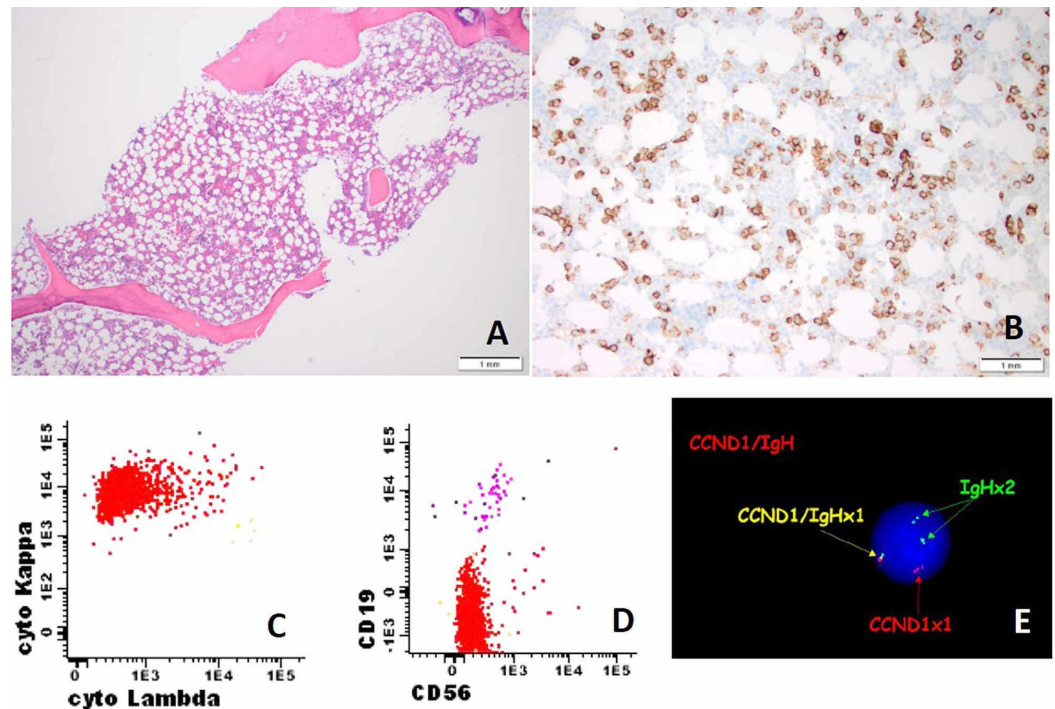 A
1 mm
B
1 mm
cyto Kappa
1E5
1E4
1E3
1E2
0
0
1E3
1E4
1E5
cyto Lambda
C
CD19
1E5
1E4
1E3
0
-1E3
0
1E3
1E4
1E5
CD56
D
CCND1/IgH
IgHx2
CCND1/IgHx1
CCND1x1
E